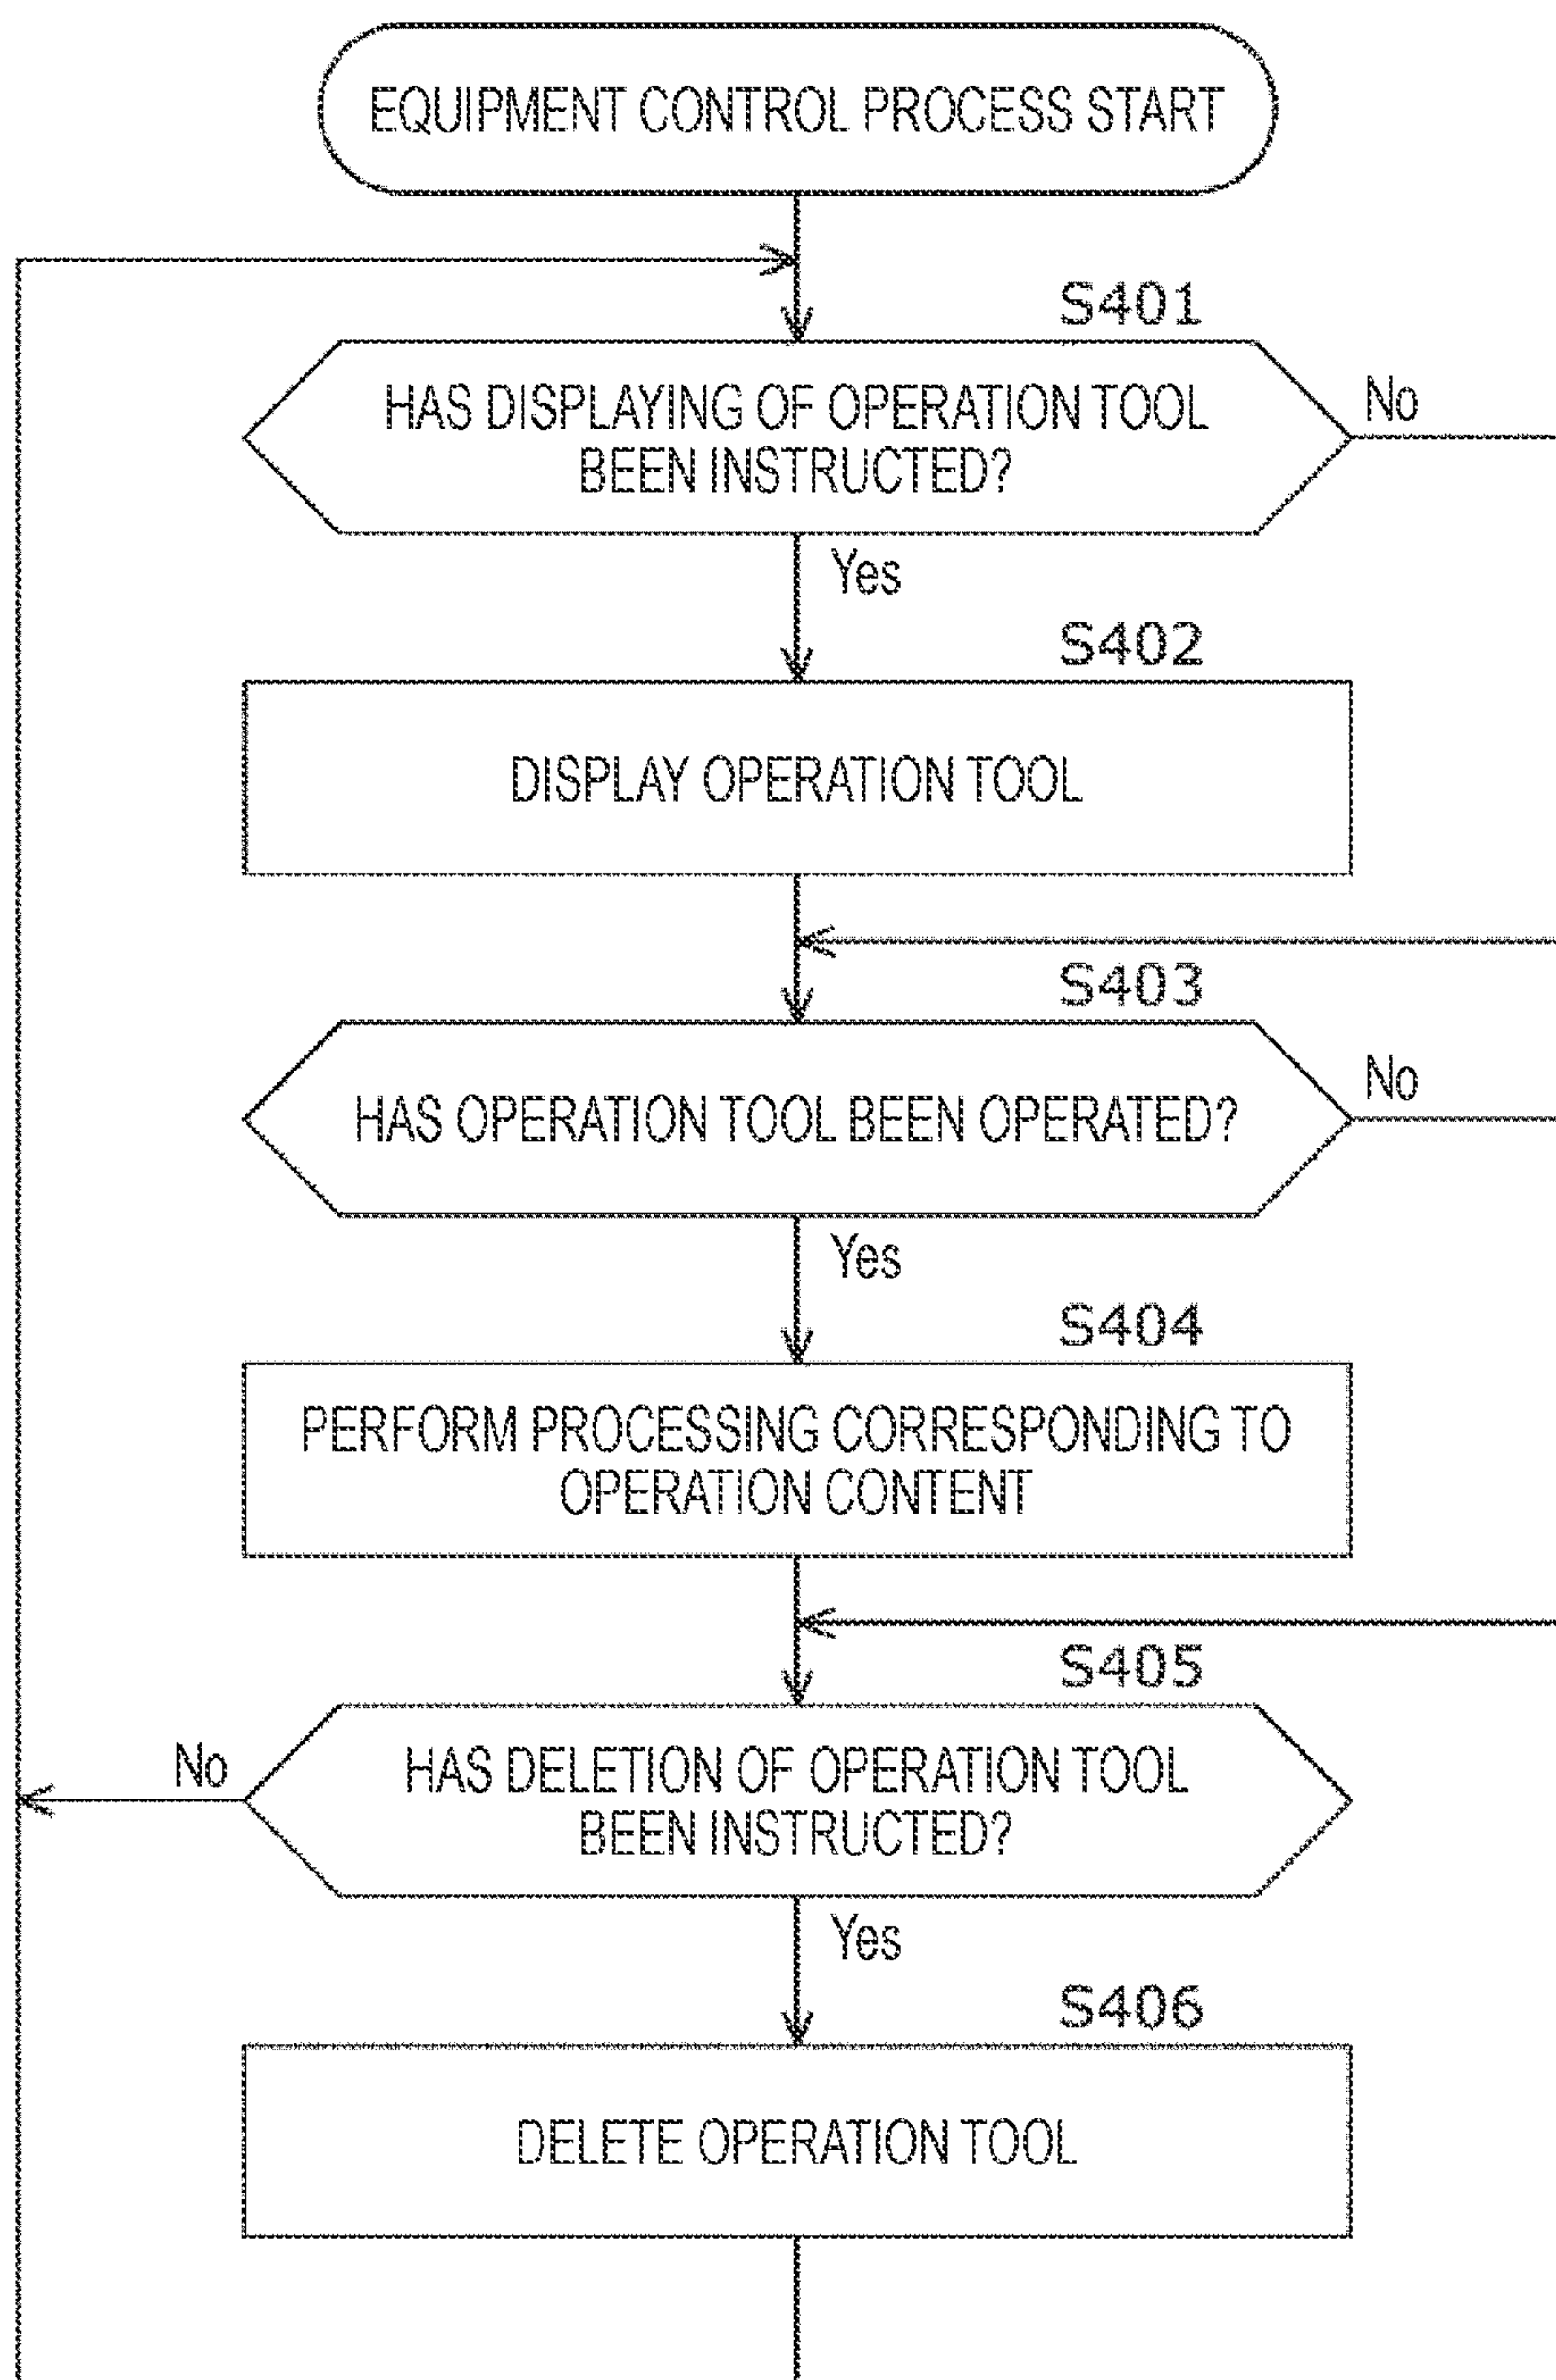 EQUIPMENT CONTROL PROCESS START
S401
HAS DISPLAYING OF OPERATION TOOL
BEEN INSTRUCTED?
No
Yes
S402
DISPLAY OPERATION TOOL
S403
HAS OPERATION TOOL BEEN OPERATED?
No
Yes
S404
PERFORM PROCESSING CORRESPONDING TO
OPERATION CONTENT
S405
No
HAS DELETION OF OPERATION TOOL
BEEN INSTRUCTED?
Yes
S406
DELETE OPERATION TOOL